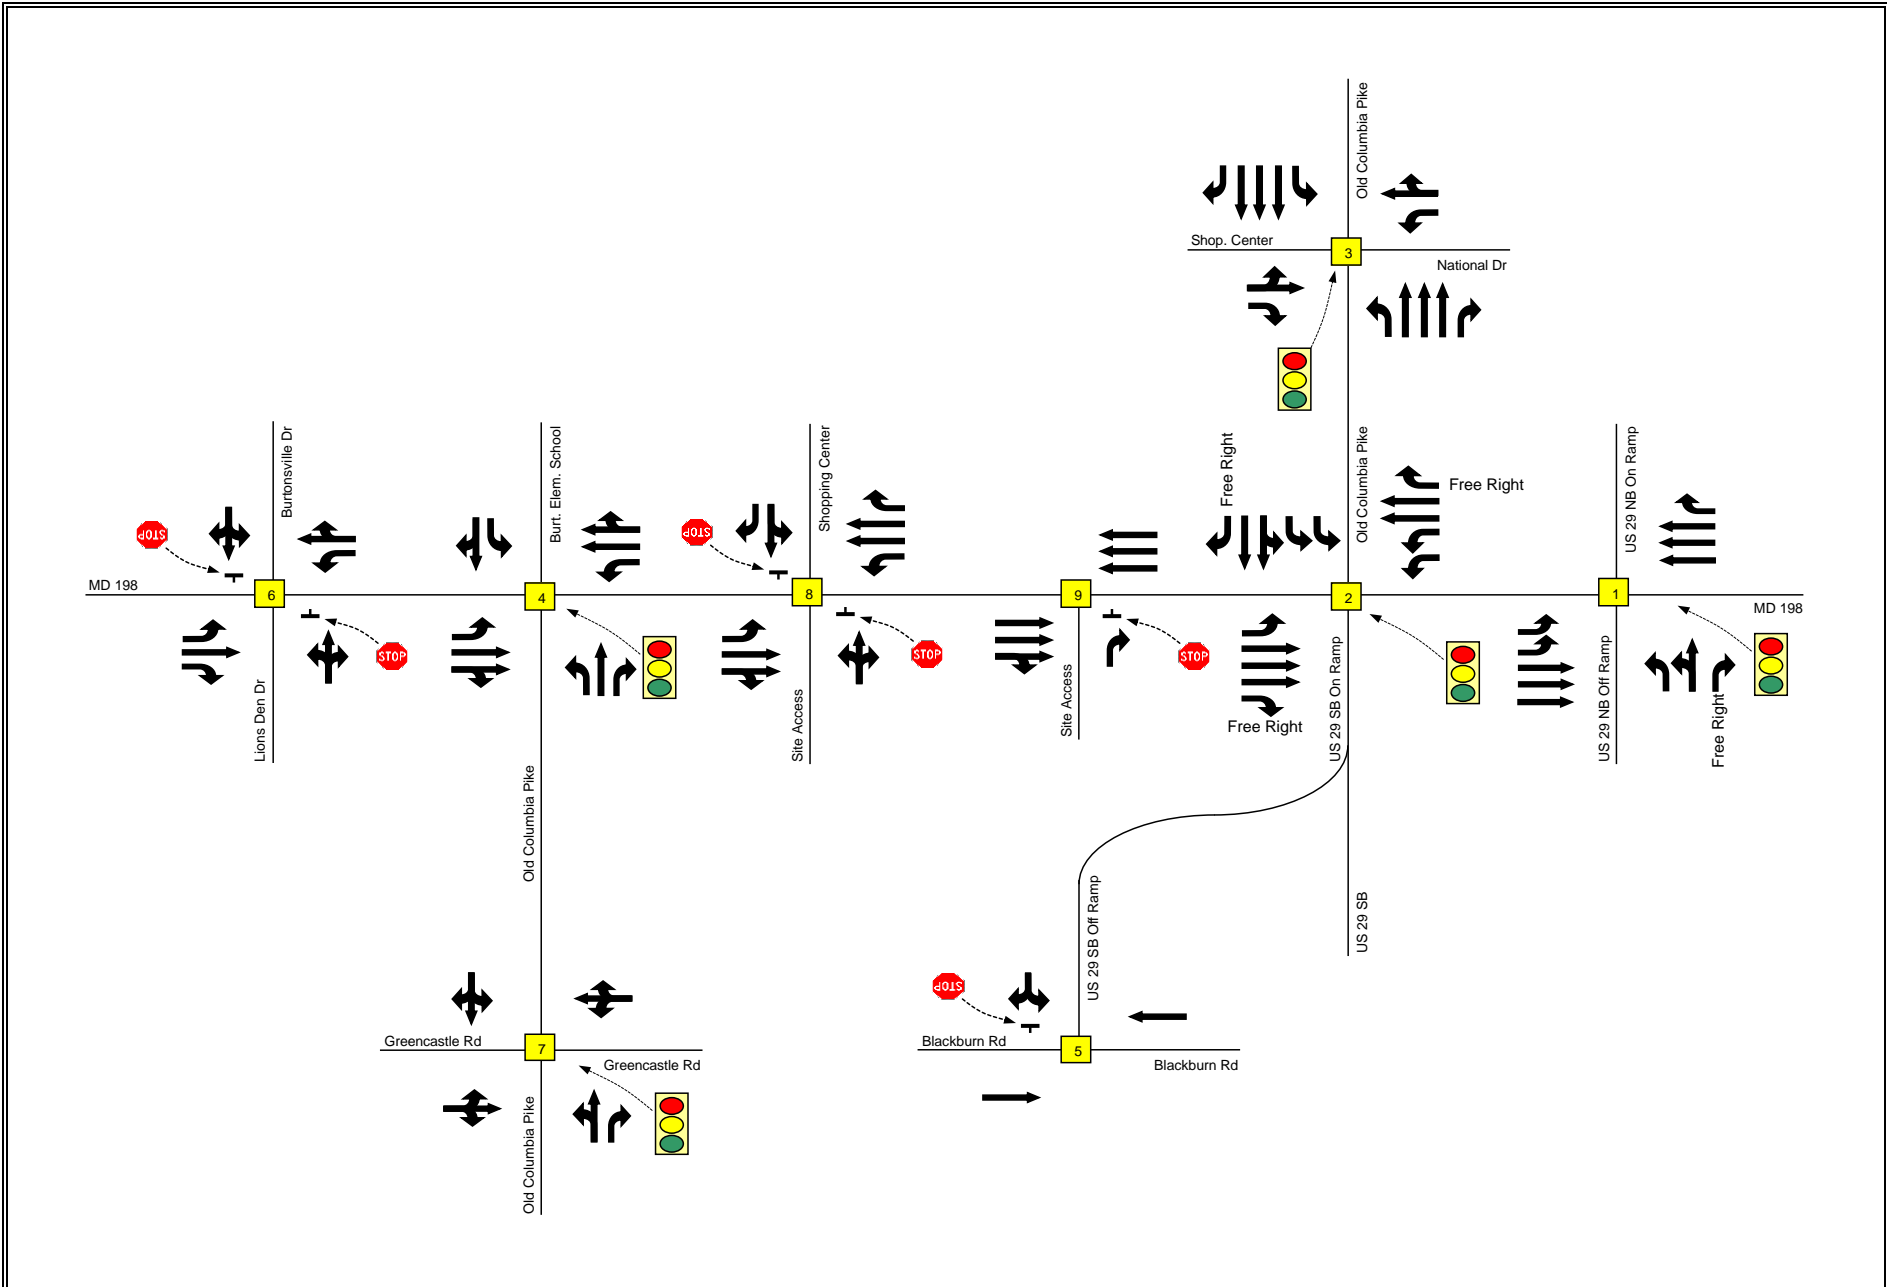 Old Columbia Pike
Shop. Center
3
National Dr
Burtonsville Dr
Burt. Elem. School
Shopping Center
Free Right
Old Columbia Pike
Free Right
US 29 NB On Ramp
STOP
STOP
MD 198
6
4
8
9
2
1
MD 198
STOP
STOP
STOP
Lions Den Dr
Site Access
Site Access
Free Right
US 29 SB On Ramp
US 29 NB Off Ramp
Free Right
Old Columbia Pike
US 29 SB Off Ramp
US 29 SB
STOP
Greencastle Rd
7
Greencastle Rd
Blackburn Rd
5
Blackburn Rd
Old Columbia Pike